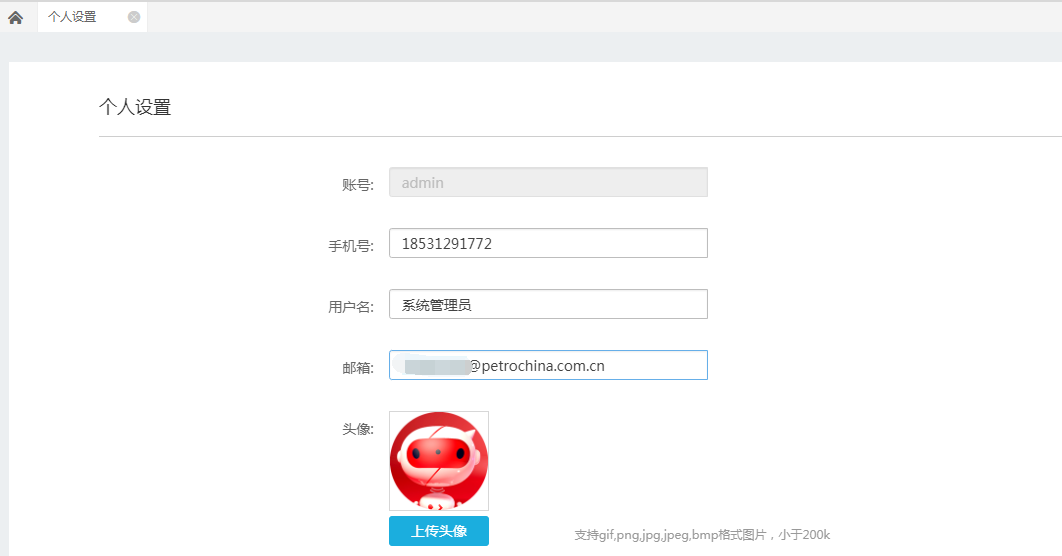 个人设置
个人设置
账号: admin
手机号: 18531291772
用户名: 系统管理员
邮箱: @petrochina.com.cn
头像:
上传头像
支持gif,png,jpg,jpeg,bmp格式图片，小于200k